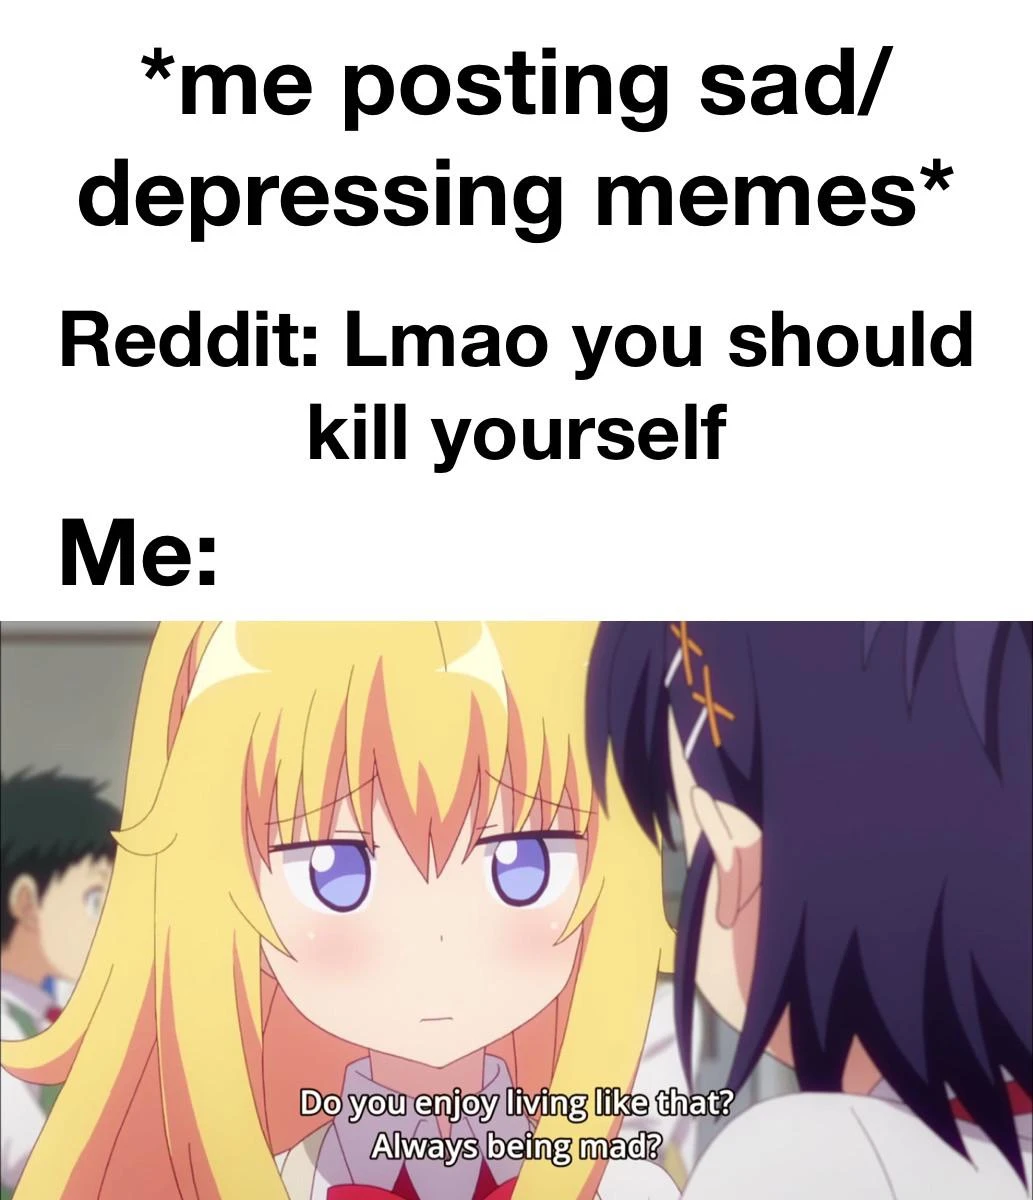 *me posting sad/
depressing memes*
Reddit: Lmao you should
kill yourself
Me:
Do you enjoy living like that?
Always being mad?